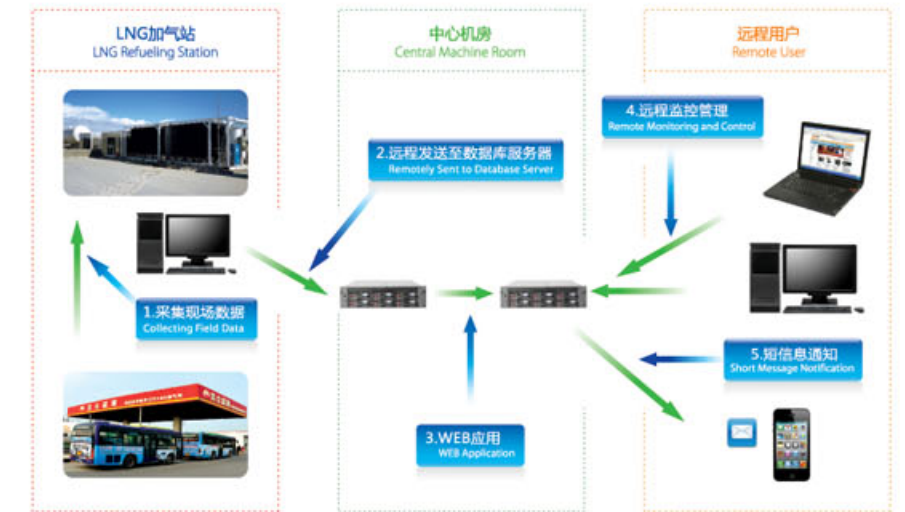 LNG加气站
LNG Refueling Station
中心机房
Central Machine Room
远程用户
Remote User
4.远程监控管理
Remote Monitoring and Control
2.远程发送至数据库服务器
Remotely Sent to Database Server
1.采集现场数据
Collecting Field Data
5.短信息通知
Short Message Notification
3.WEB应用
WEB Application